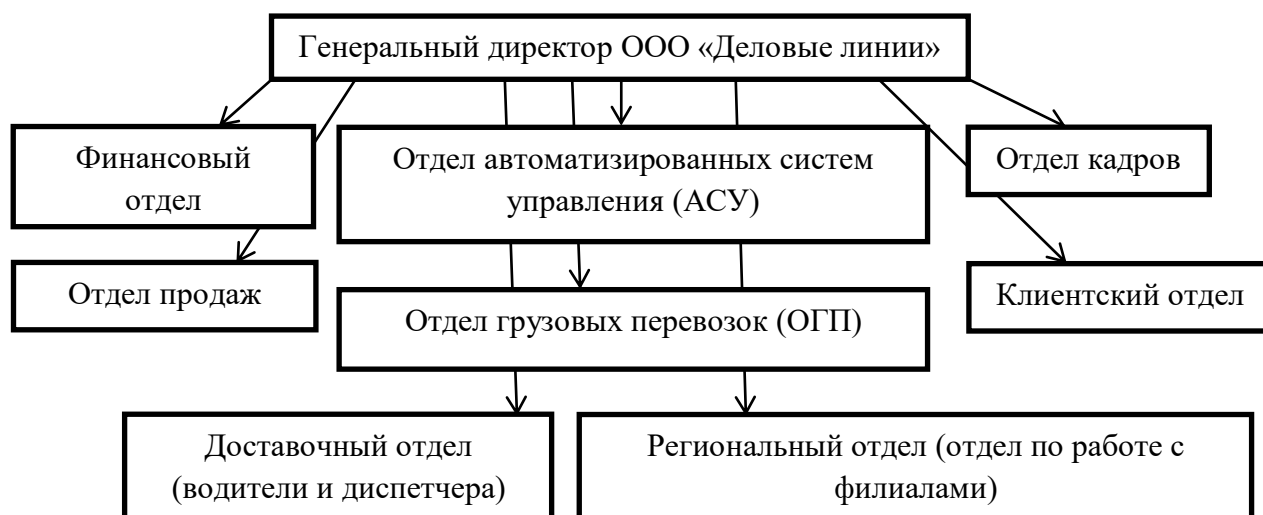 Генеральный директор ООО «Деловые линии»
Финансовый
отдел
Отдел автоматизированных систем
управления (АСУ)
Отдел кадров
Отдел продаж
Отдел грузовых перевозок (ОГП)
Клиентский отдел
Доставочный отдел
(водители и диспетчера)
Региональный отдел (отдел по работе с
филиалами)